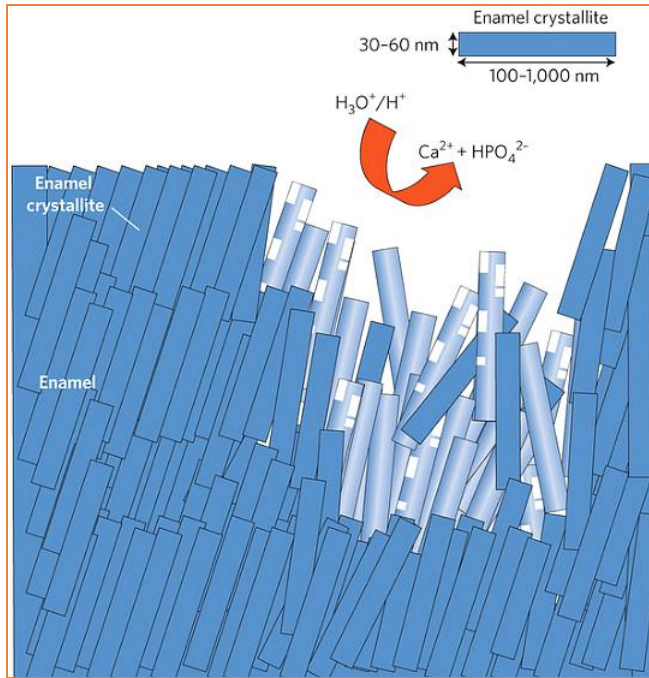 Enamel crystallite
30–60 nm
100–1,000 nm
H₃O⁺/H⁺
Ca²⁺ + HPO₄²⁻
Enamel
crystallite
Enamel